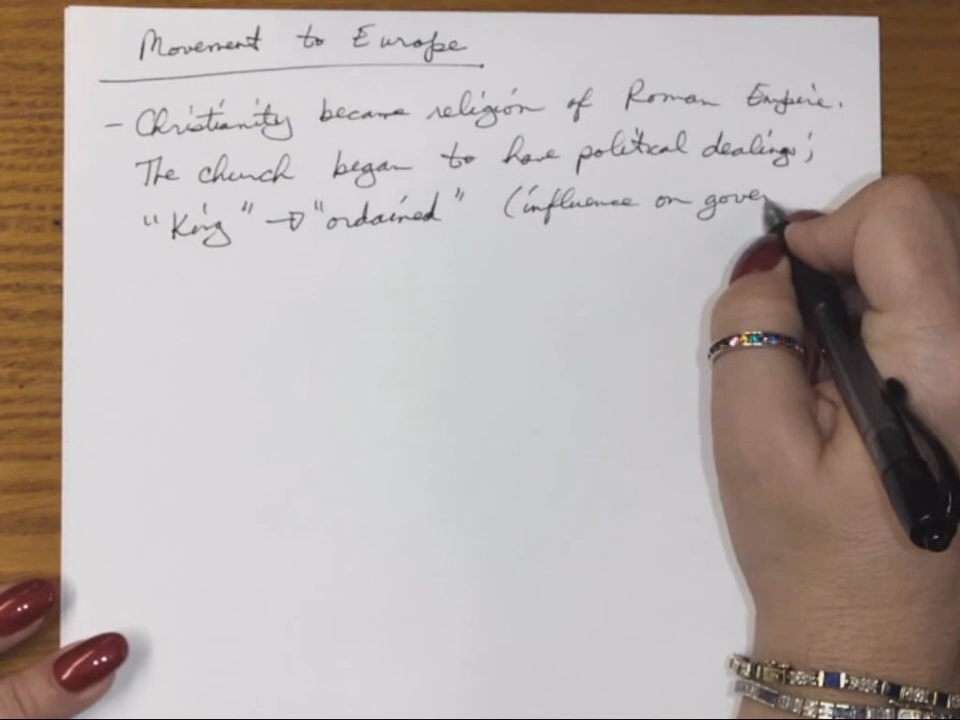 Movement to Europe
- Christianity became religion of Roman Empire.
The church began to have political dealings;
"King" → "ordained" (influence on gover